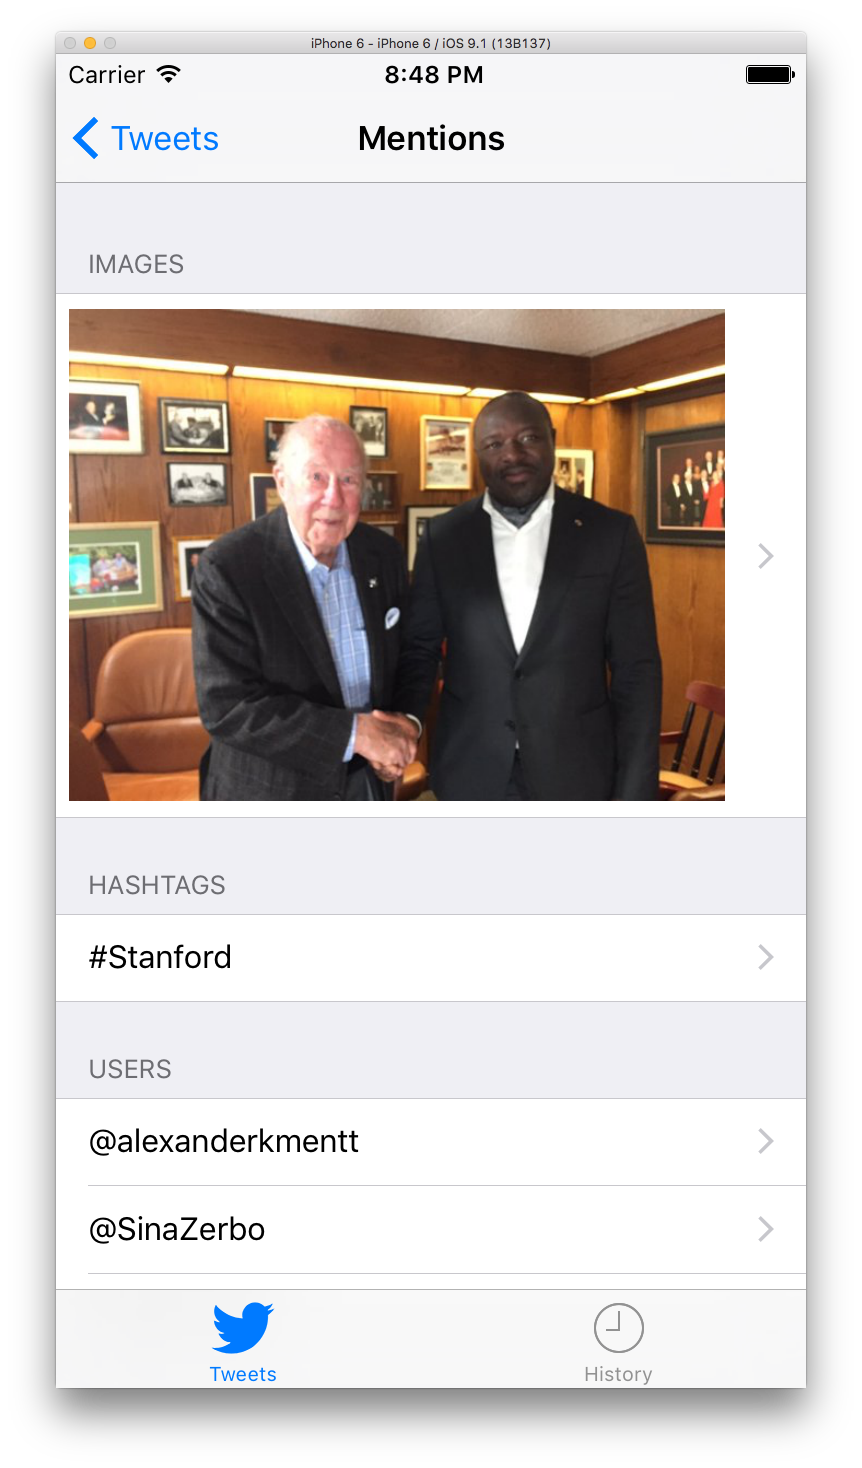 iPhone 6 - iPhone 6 / iOS 9.1 (13B137)
Carrier 8:48 PM
Tweets Mentions
IMAGES
HASHTAGS
#Stanford
USERS
@alexanderkmentt
@SinaZerbo
Tweets History